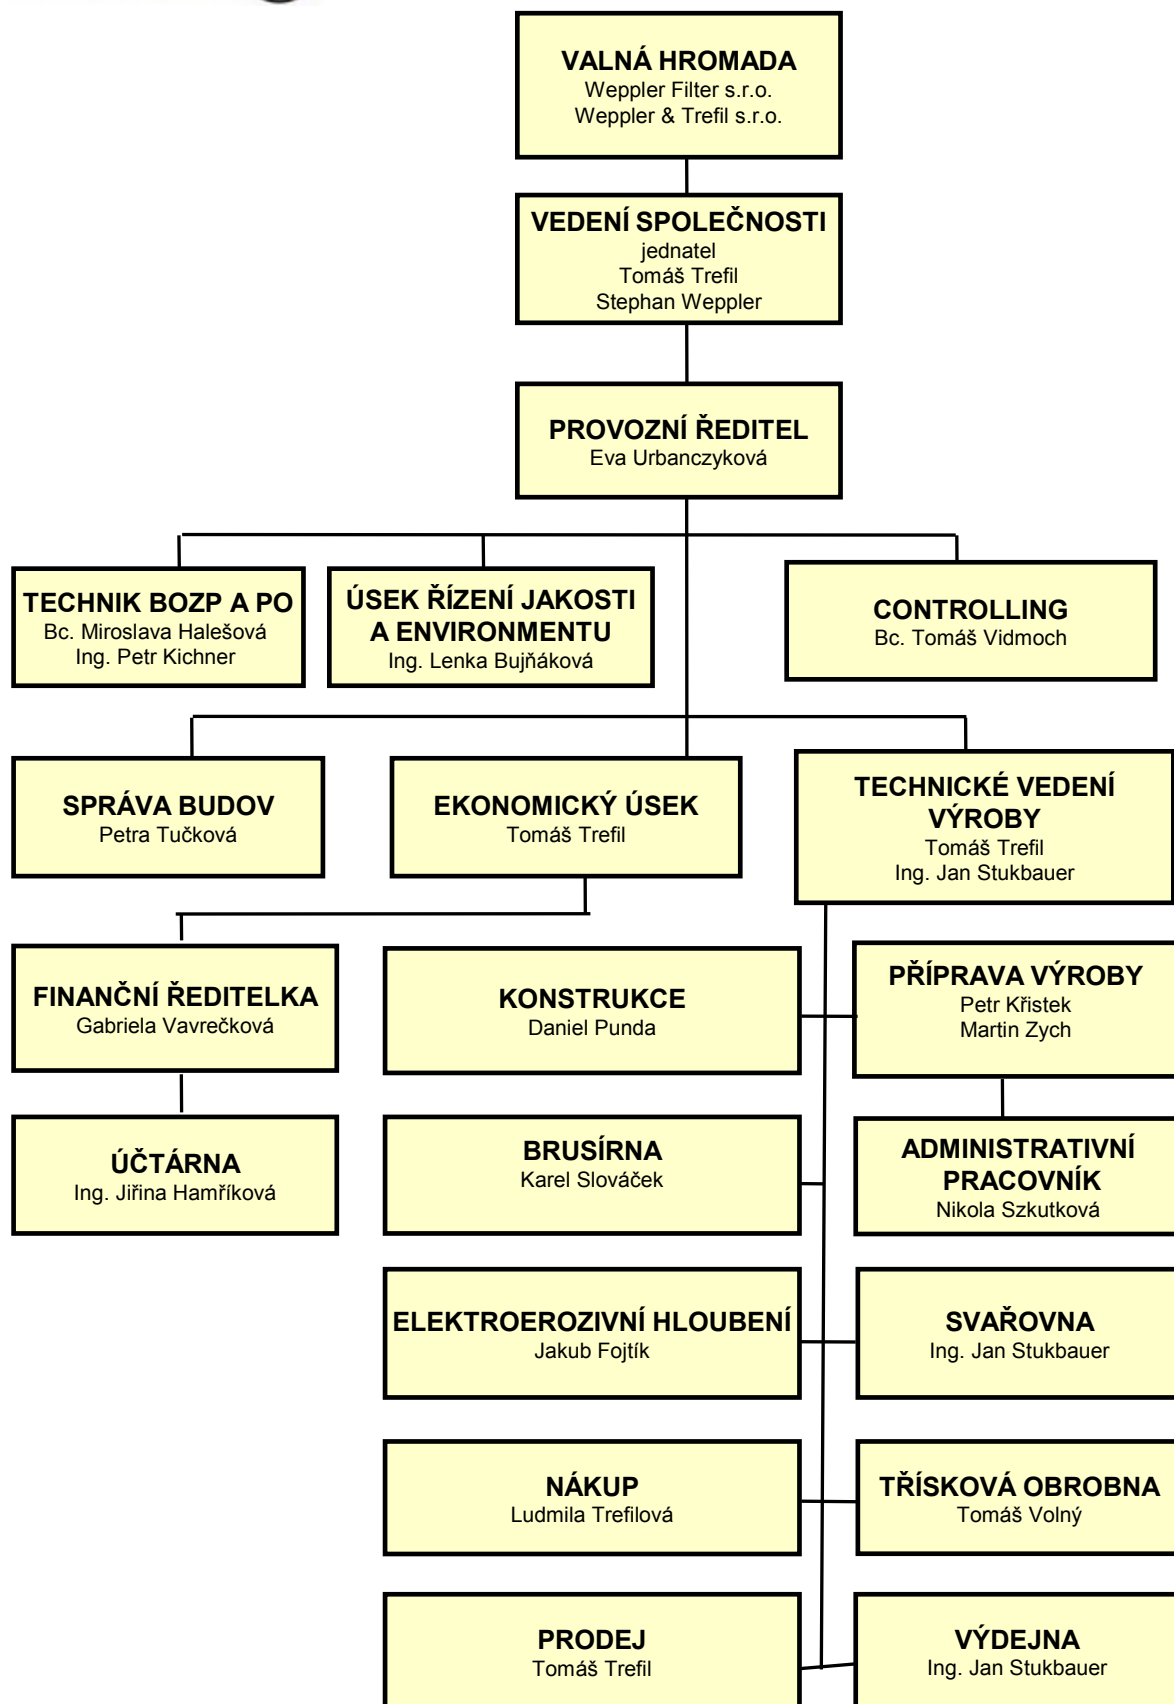 VALNÁ HROMADA
Weppler Filter s.r.o.
Weppler & Trefil s.r.o.
VEDENÍ SPOLEČNOSTI
jednatel
Tomáš Trefil
Stephan Weppler
PROVOZNÍ ŘEDITEL
Eva Urbanczyková
TECHNIK BOZP A PO
Bc. Miroslava Halešová
Ing. Petr Kichner
ÚSEK ŘÍZENÍ JAKOSTI
A ENVIRONMENTU
Ing. Lenka Bujňáková
CONTROLLING
Bc. Tomáš Vidmoch
SPRÁVA BUDOV
Petra Tučková
EKONOMICKÝ ÚSEK
Tomáš Trefil
TECHNICKÉ VEDENÍ
VÝROBY
Tomáš Trefil
Ing. Jan Stukbauer
FINANČNÍ ŘEDITELKA
Gabriela Vavrečková
KONSTRUKCE
Daniel Punda
PŘÍPRAVA VÝROBY
Petr Křistek
Martin Zych
ÚČTÁRNA
Ing. Jiřina Hamříková
BRUSÍRNA
Karel Slováček
ADMINISTRATIVNÍ
PRACOVNÍK
Nikola Szkutková
ELEKTROEROZIVNÍ HLOUBENÍ
Jakub Fojtík
SVAŘOVNA
Ing. Jan Stukbauer
NÁKUP
Ludmila Trefilová
TŘÍSKOVÁ OBROBNA
Tomáš Volný
PRODEJ
Tomáš Trefil
VÝDEJNA
Ing. Jan Stukbauer